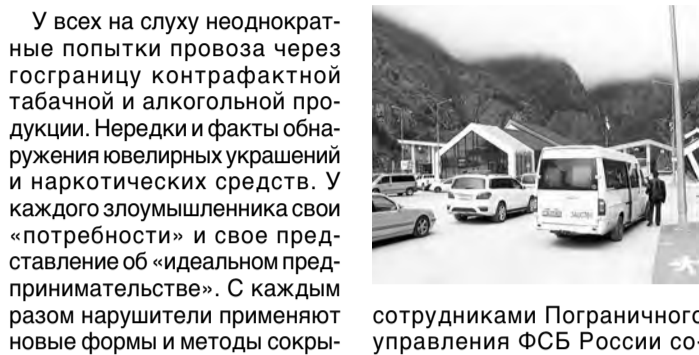 У всех на слуху неоднократ-
ные попытки провоза через
госграницу контрафактной
табачной и алкогольной про-
дукции. Нередки и факты обна-
ружения ювелирных украшений
и наркотических средств. У
каждого злоумышленника свои
«потребности» и свое пред-
ставление об «идеальном пред-
принимательстве». С каждым
разом нарушители применяют
новые формы и методы сокры-
сотрудниками Пограничного
управления ФСБ России со-